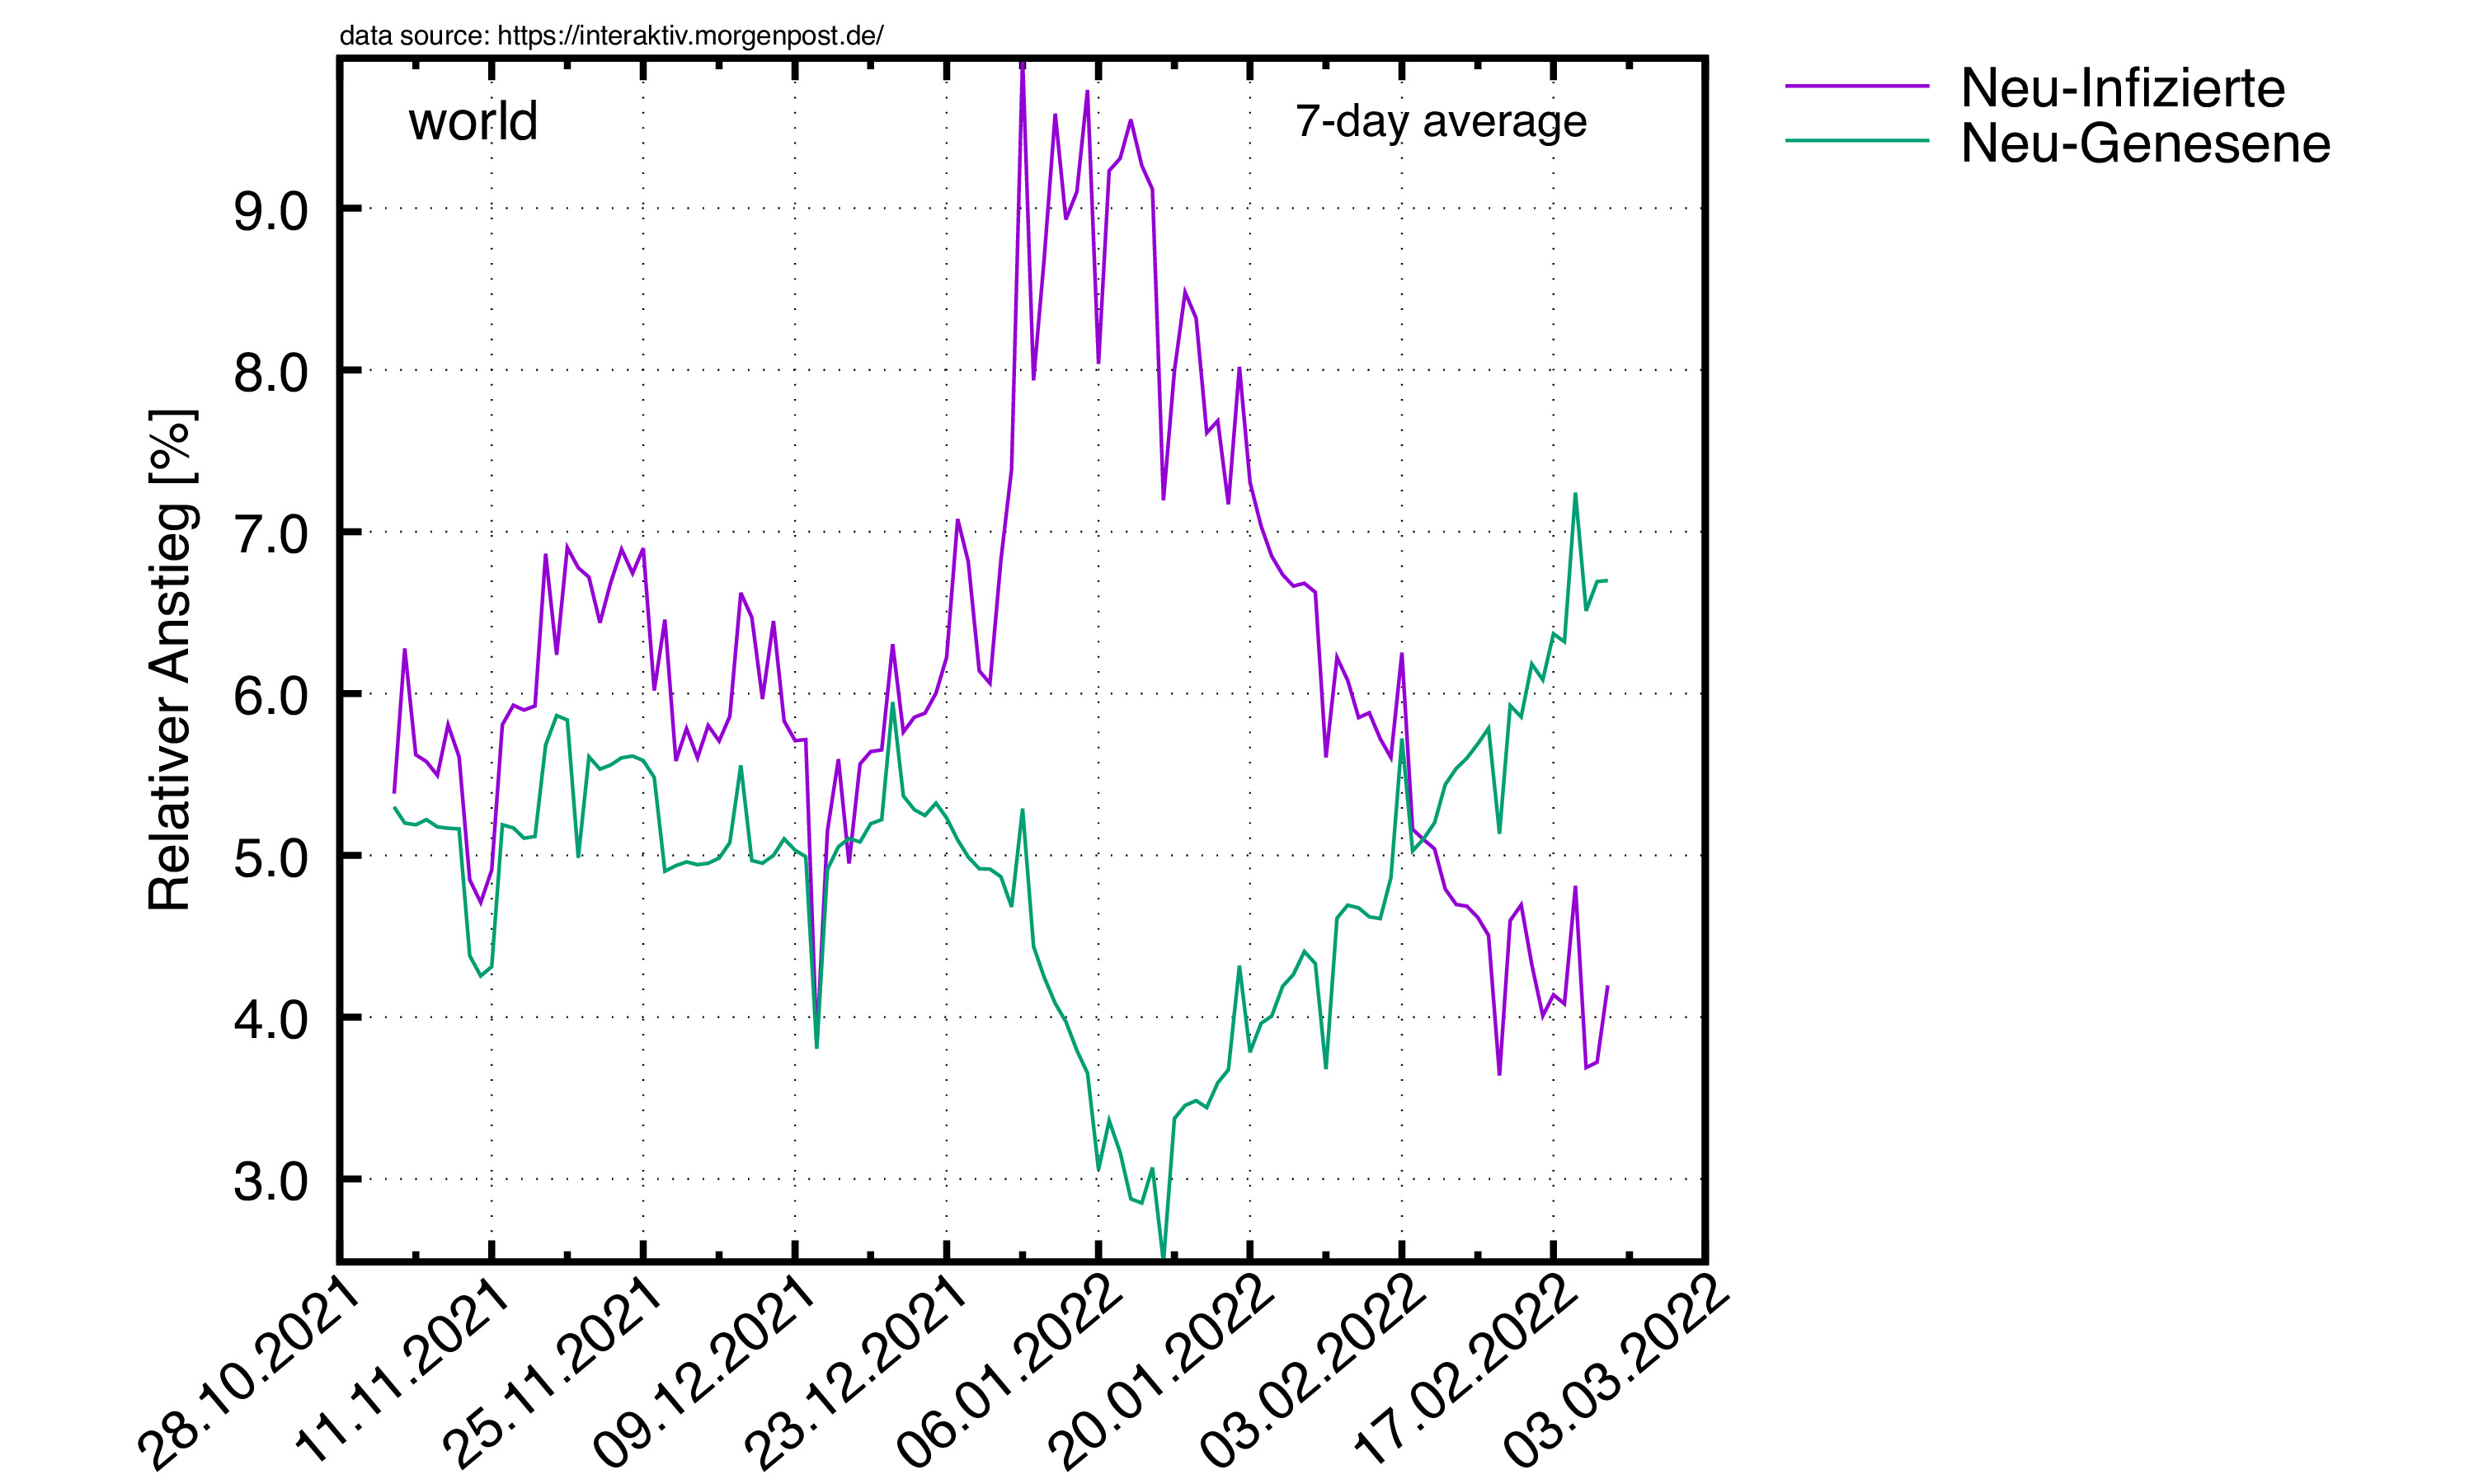 data source: https://interaktiv.morgenpost.de/
world
7-day average
Neu-Infizierte
Neu-Genesene
Relativer Anstieg [%]
9.0
8.0
7.0
6.0
5.0
4.0
3.0
28.10.2021
11.11.2021
25.11.2021
09.12.2021
23.12.2021
06.01.2022
20.01.2022
03.02.2022
17.02.2022
03.03.2022